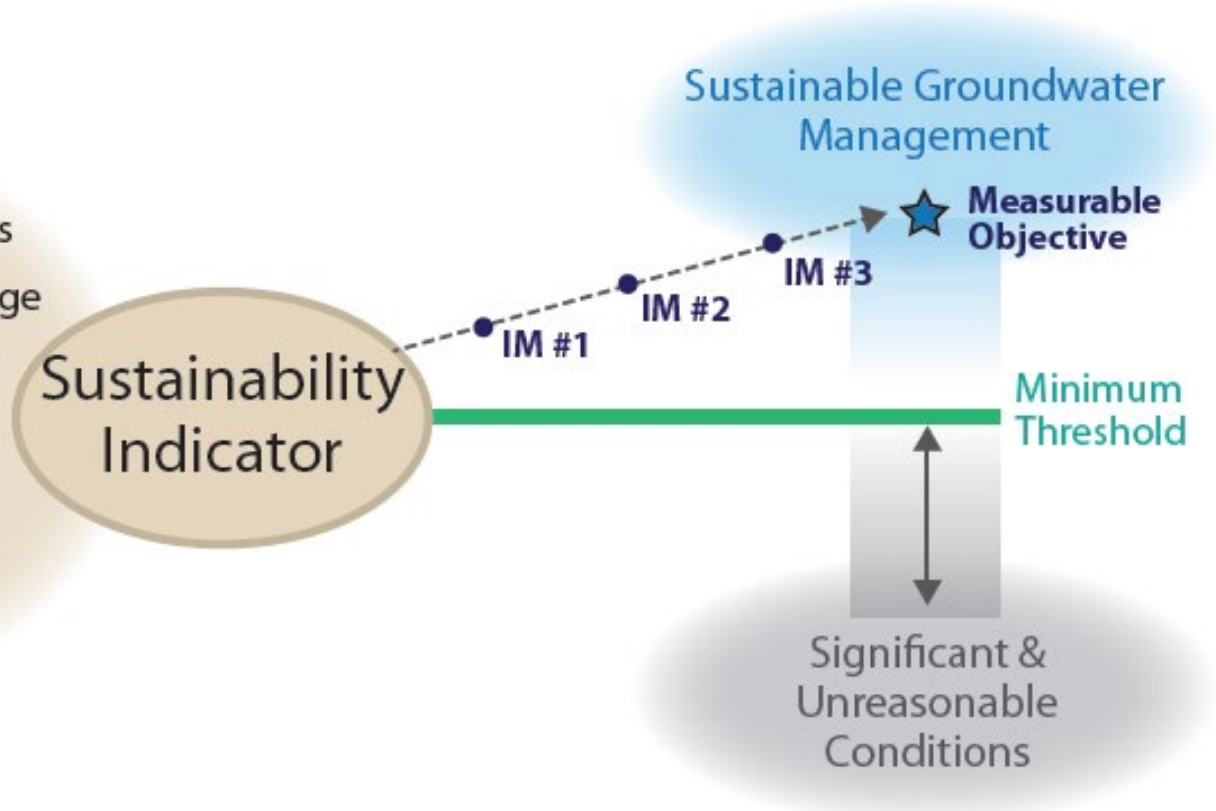 Sustainable Groundwater
Management
Measurable
Objective
IM #3
IM #2
IM #1
Sustainability
Indicator
Minimum
Threshold
Significant &
Unreasonable
Conditions